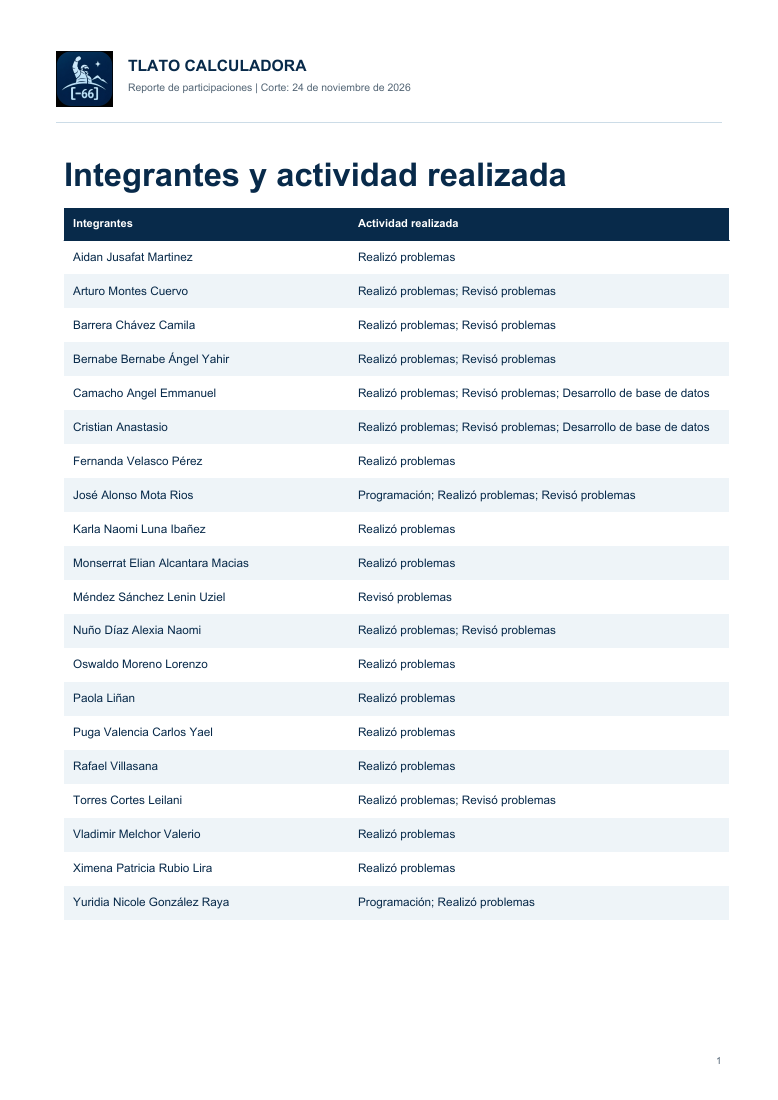 [-66]
TLATO CALCULADORA
Reporte de participaciones | Corte: 24 de noviembre de 2026
Integrantes y actividad realizada
Integrantes Actividad realizada
Aidan Jusafat Martinez Realizó problemas
Arturo Montes Cuervo Realizó problemas; Revisó problemas
Barrera Chávez Camila Realizó problemas; Revisó problemas
Bernabe Bernabe Ángel Yahir Realizó problemas; Revisó problemas
Camacho Angel Emmanuel Realizó problemas; Revisó problemas; Desarrollo de base de datos
Cristian Anastasio Realizó problemas; Revisó problemas; Desarrollo de base de datos
Fernanda Velasco Pérez Realizó problemas
José Alonso Mota Rios Programación; Realizó problemas; Revisó problemas
Karla Naomi Luna Ibañez Realizó problemas
Monserrat Elian Alcantara Macias Realizó problemas
Méndez Sánchez Lenin Uziel Revisó problemas
Nuño Díaz Alexia Naomi Realizó problemas; Revisó problemas
Oswaldo Moreno Lorenzo Realizó problemas
Paola Liñan Realizó problemas
Puga Valencia Carlos Yael Realizó problemas
Rafael Villasana Realizó problemas
Torres Cortes Leilani Realizó problemas; Revisó problemas
Vladimir Melchor Valerio Realizó problemas
Ximena Patricia Rubio Lira Realizó problemas
Yuridia Nicole González Raya Programación; Realizó problemas
1